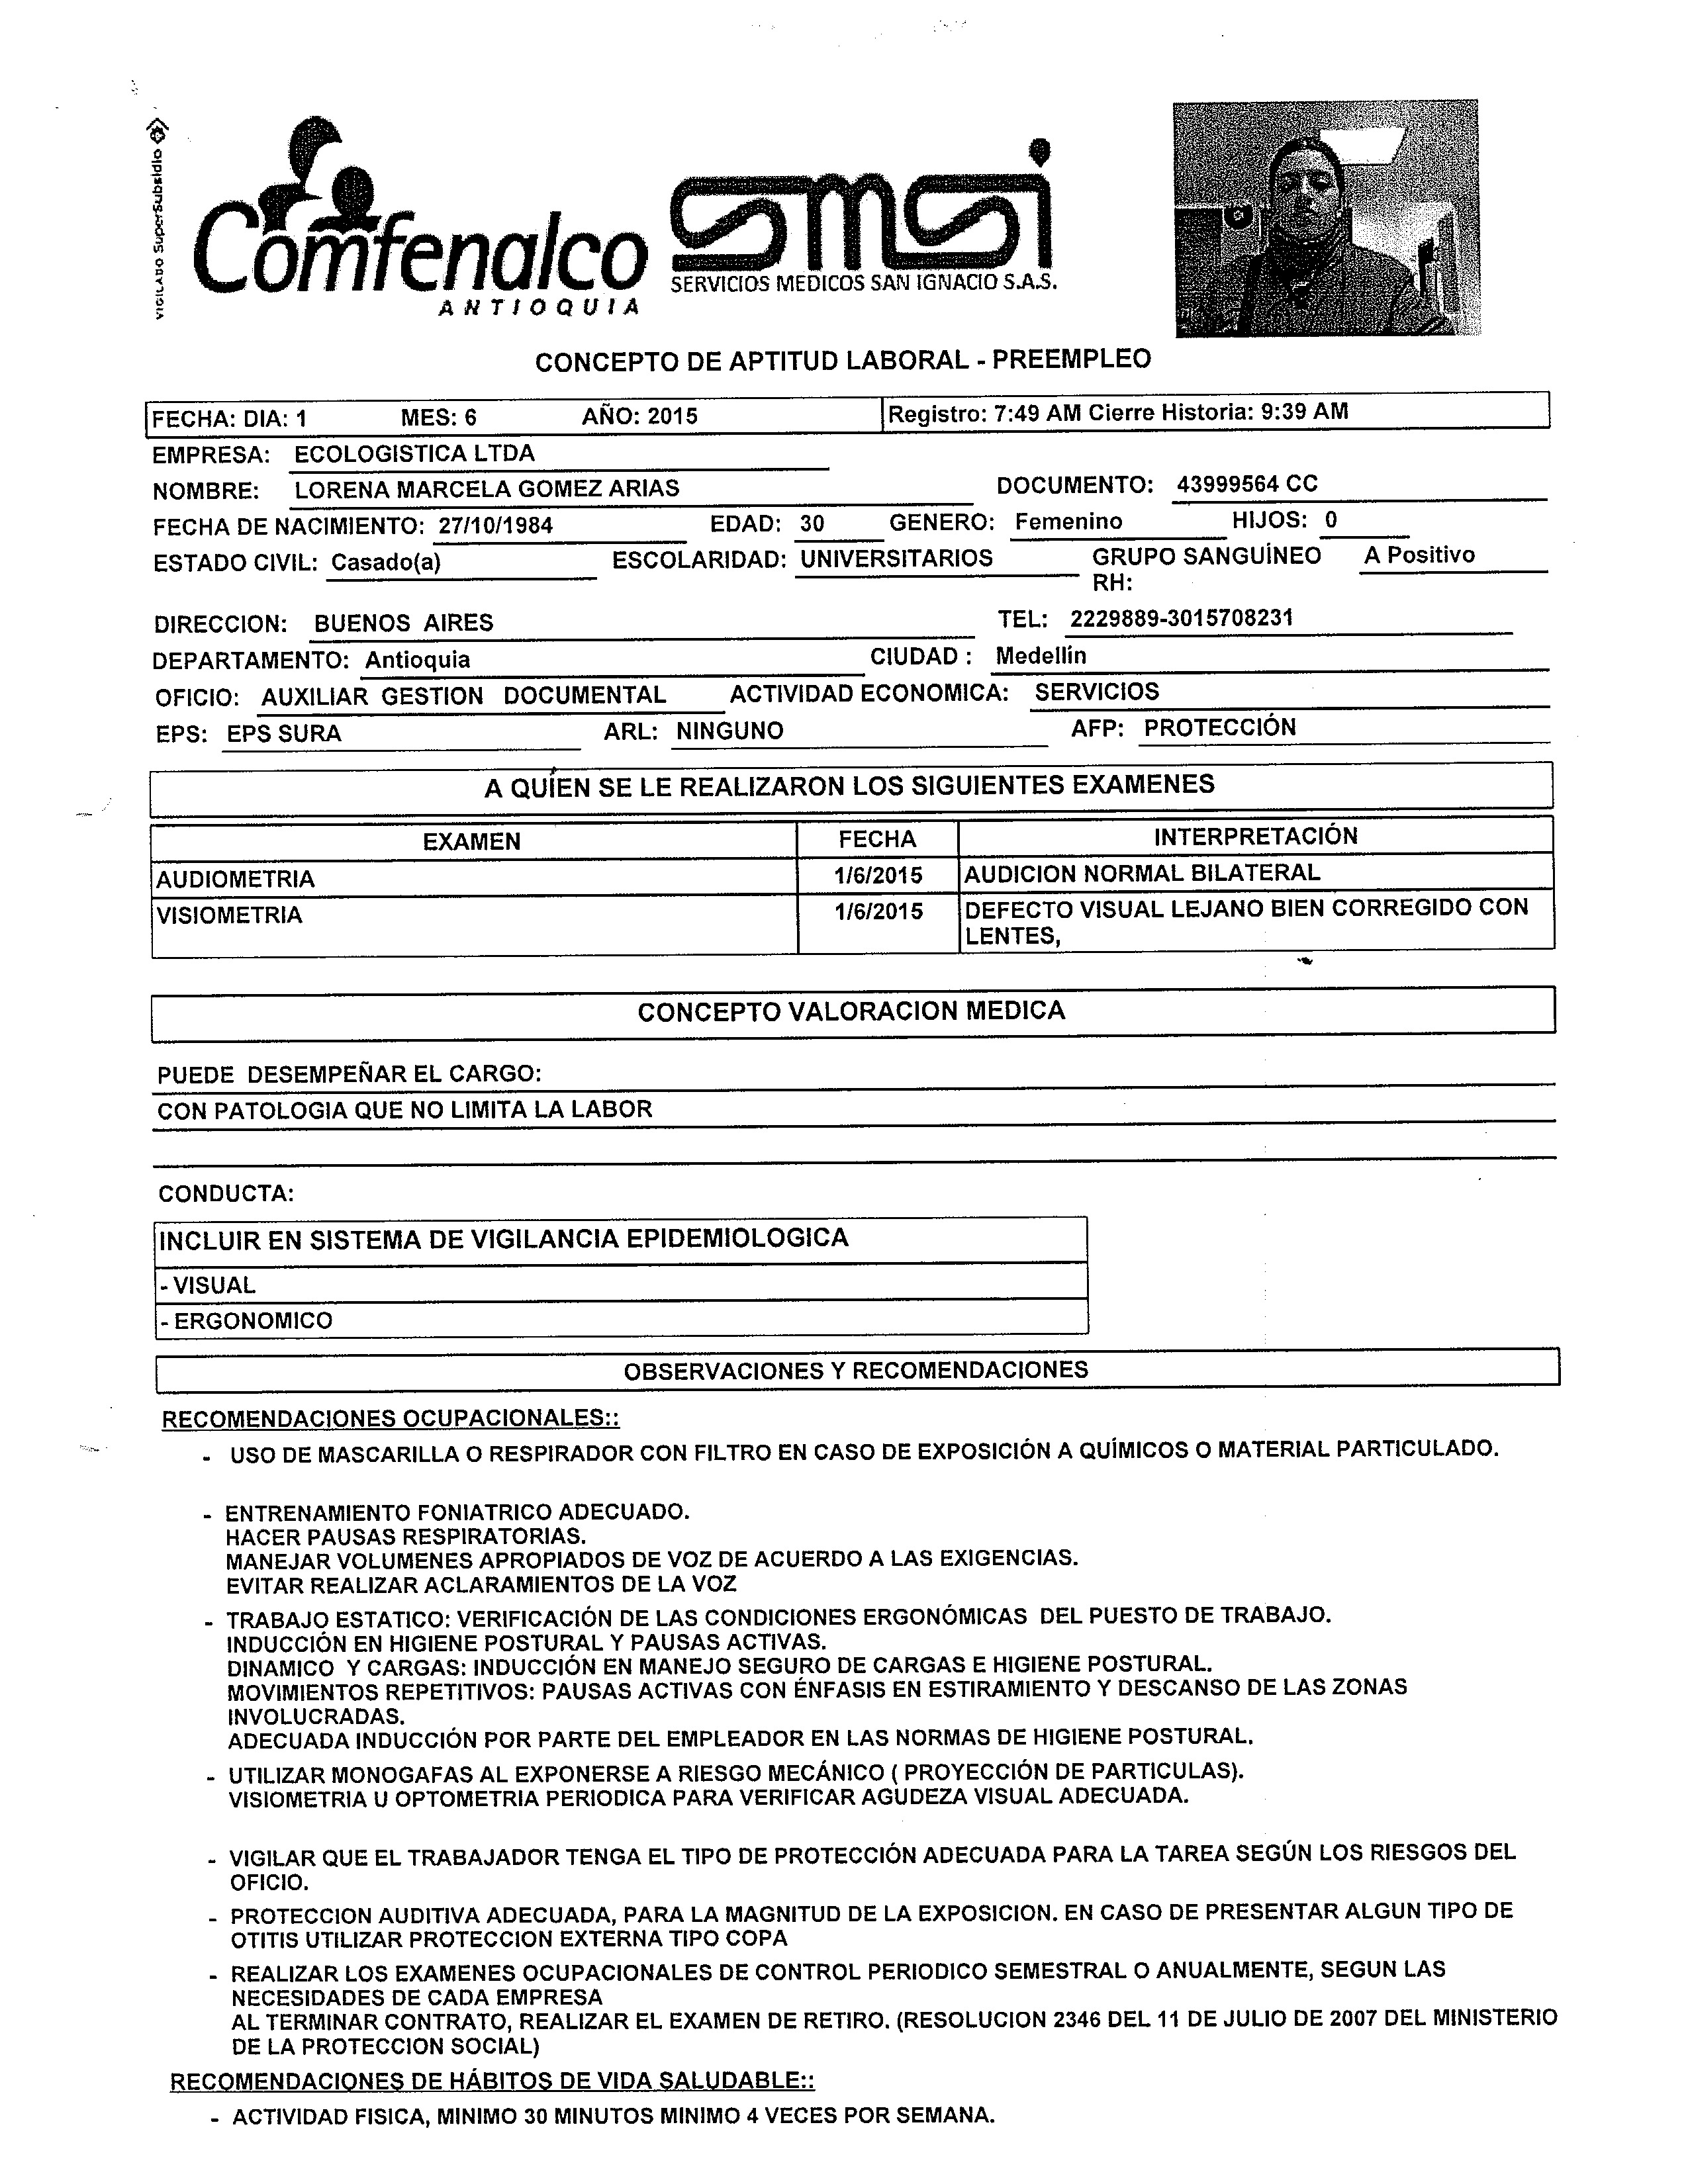 VIGILADO SuperSubsidio
Comfenalco
ANTIOQUIA
smsi
SERVICIOS MEDICOS SAN IGNACIO S.A.S.
CONCEPTO DE APTITUD LABORAL - PREEMPLEO
FECHA: DIA: 1 MES: 6 AÑO: 2015 Registro: 7:49 AM Cierre Historia: 9:39 AM
EMPRESA: ECOLOGISTICA LTDA
NOMBRE: LORENA MARCELA GOMEZ ARIAS DOCUMENTO: 43999564 CC
FECHA DE NACIMIENTO: 27/10/1984 EDAD: 30 GENERO: Femenino HIJOS: 0
ESTADO CIVIL: Casado(a) ESCOLARIDAD: UNIVERSITARIOS GRUPO SANGUÍNEO A Positivo
RH:
DIRECCION: BUENOS AIRES TEL: 2229889-3015708231
DEPARTAMENTO: Antioquia CIUDAD : Medellín
OFICIO: AUXILIAR GESTION DOCUMENTAL ACTIVIDAD ECONOMICA: SERVICIOS
EPS: EPS SURA ARL: NINGUNO AFP: PROTECCIÓN
A QUIEN SE LE REALIZARON LOS SIGUIENTES EXAMENES
EXAMEN FECHA INTERPRETACIÓN
AUDIOMETRIA 1/6/2015 AUDICION NORMAL BILATERAL
VISIOMETRIA 1/6/2015 DEFECTO VISUAL LEJANO BIEN CORREGIDO CON
LENTES,
CONCEPTO VALORACION MEDICA
PUEDE DESEMPEÑAR EL CARGO:
CON PATOLOGIA QUE NO LIMITA LA LABOR
CONDUCTA:
INCLUIR EN SISTEMA DE VIGILANCIA EPIDEMIOLOGICA
- VISUAL
- ERGONOMICO
OBSERVACIONES Y RECOMENDACIONES
RECOMENDACIONES OCUPACIONALES::
- USO DE MASCARILLA O RESPIRADOR CON FILTRO EN CASO DE EXPOSICIÓN A QUÍMICOS O MATERIAL PARTICULADO.
- ENTRENAMIENTO FONIATRICO ADECUADO.
HACER PAUSAS RESPIRATORIAS.
MANEJAR VOLUMENES APROPIADOS DE VOZ DE ACUERDO A LAS EXIGENCIAS.
EVITAR REALIZAR ACLARAMIENTOS DE LA VOZ
- TRABAJO ESTATICO: VERIFICACIÓN DE LAS CONDICIONES ERGONÓMICAS DEL PUESTO DE TRABAJO.
INDUCCIÓN EN HIGIENE POSTURAL Y PAUSAS ACTIVAS.
DINAMICO Y CARGAS: INDUCCIÓN EN MANEJO SEGURO DE CARGAS E HIGIENE POSTURAL.
MOVIMIENTOS REPETITIVOS: PAUSAS ACTIVAS CON ÉNFASIS EN ESTIRAMIENTO Y DESCANSO DE LAS ZONAS
INVOLUCRADAS.
ADECUADA INDUCCIÓN POR PARTE DEL EMPLEADOR EN LAS NORMAS DE HIGIENE POSTURAL.
- UTILIZAR MONOGAFAS AL EXPONERSE A RIESGO MECÁNICO ( PROYECCIÓN DE PARTICULAS).
VISIOMETRIA U OPTOMETRIA PERIODICA PARA VERIFICAR AGUDEZA VISUAL ADECUADA.
- VIGILAR QUE EL TRABAJADOR TENGA EL TIPO DE PROTECCIÓN ADECUADA PARA LA TAREA SEGÚN LOS RIESGOS DEL
OFICIO.
- PROTECCION AUDITIVA ADECUADA, PARA LA MAGNITUD DE LA EXPOSICION. EN CASO DE PRESENTAR ALGUN TIPO DE
OTITIS UTILIZAR PROTECCION EXTERNA TIPO COPA
- REALIZAR LOS EXAMENES OCUPACIONALES DE CONTROL PERIODICO SEMESTRAL O ANUALMENTE, SEGUN LAS
NECESIDADES DE CADA EMPRESA
AL TERMINAR CONTRATO, REALIZAR EL EXAMEN DE RETIRO. (RESOLUCION 2346 DEL 11 DE JULIO DE 2007 DEL MINISTERIO
DE LA PROTECCION SOCIAL)
RECOMENDACIONES DE HÁBITOS DE VIDA SALUDABLE::
- ACTIVIDAD FISICA, MINIMO 30 MINUTOS MINIMO 4 VECES POR SEMANA.